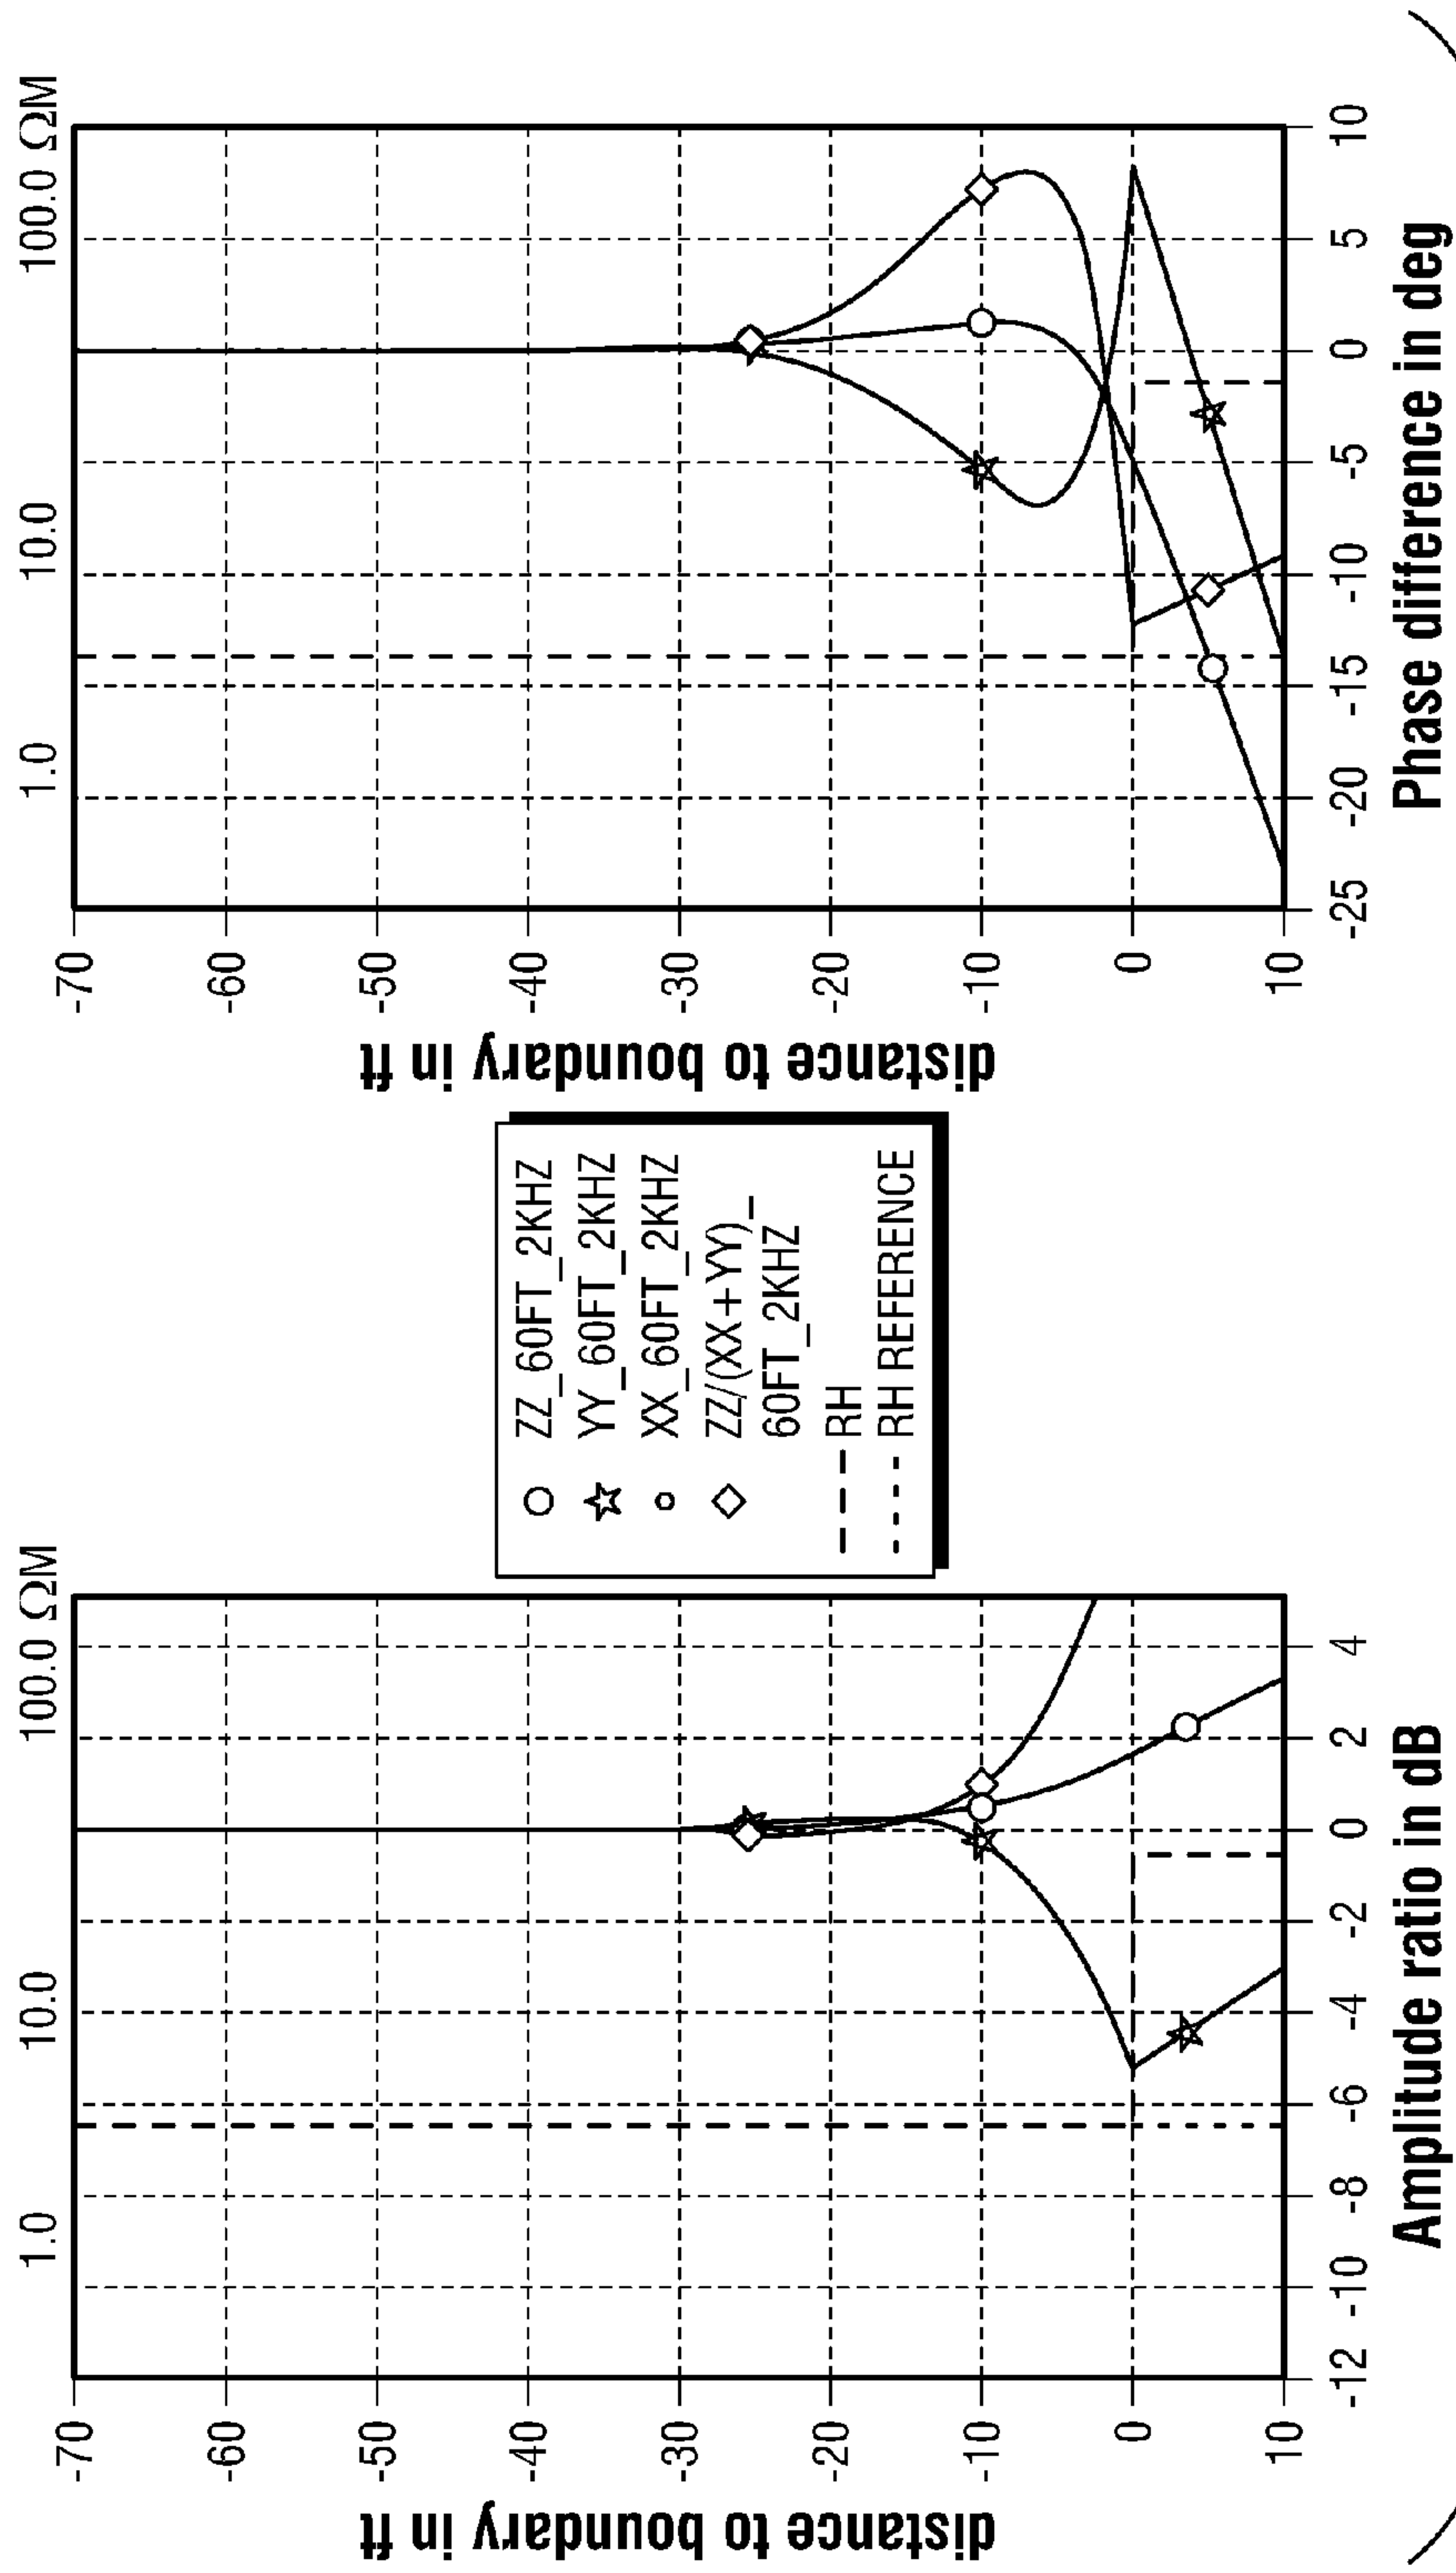 1.0 10.0 100.0 ΩM
distance to boundary in ft
-70
-60
-50
-40
-30
-20
-10
0
10
-12 -10 -8 -6 -4 -2 0 2 4
Amplitude ratio in dB
ZZ_60FT_2KHZ
YY_60FT_2KHZ
XX_60FT_2KHZ
ZZ/(XX+YY)_
60FT_2KHZ
RH
RH REFERENCE
1.0 10.0 100.0 ΩM
distance to boundary in ft
-70
-60
-50
-40
-30
-20
-10
0
10
-25 -20 -15 -10 -5 0 5 10
Phase difference in deg